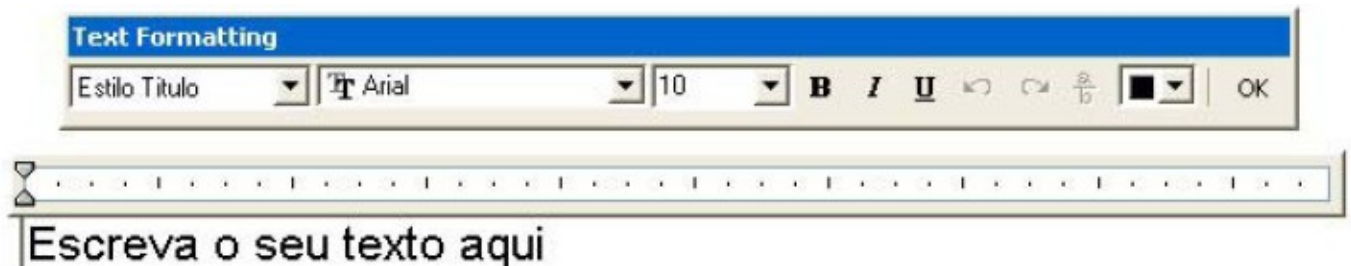 Text Formatting
Estilo Titulo Arial 10 B I U a/b OK
Escreva o seu texto aqui